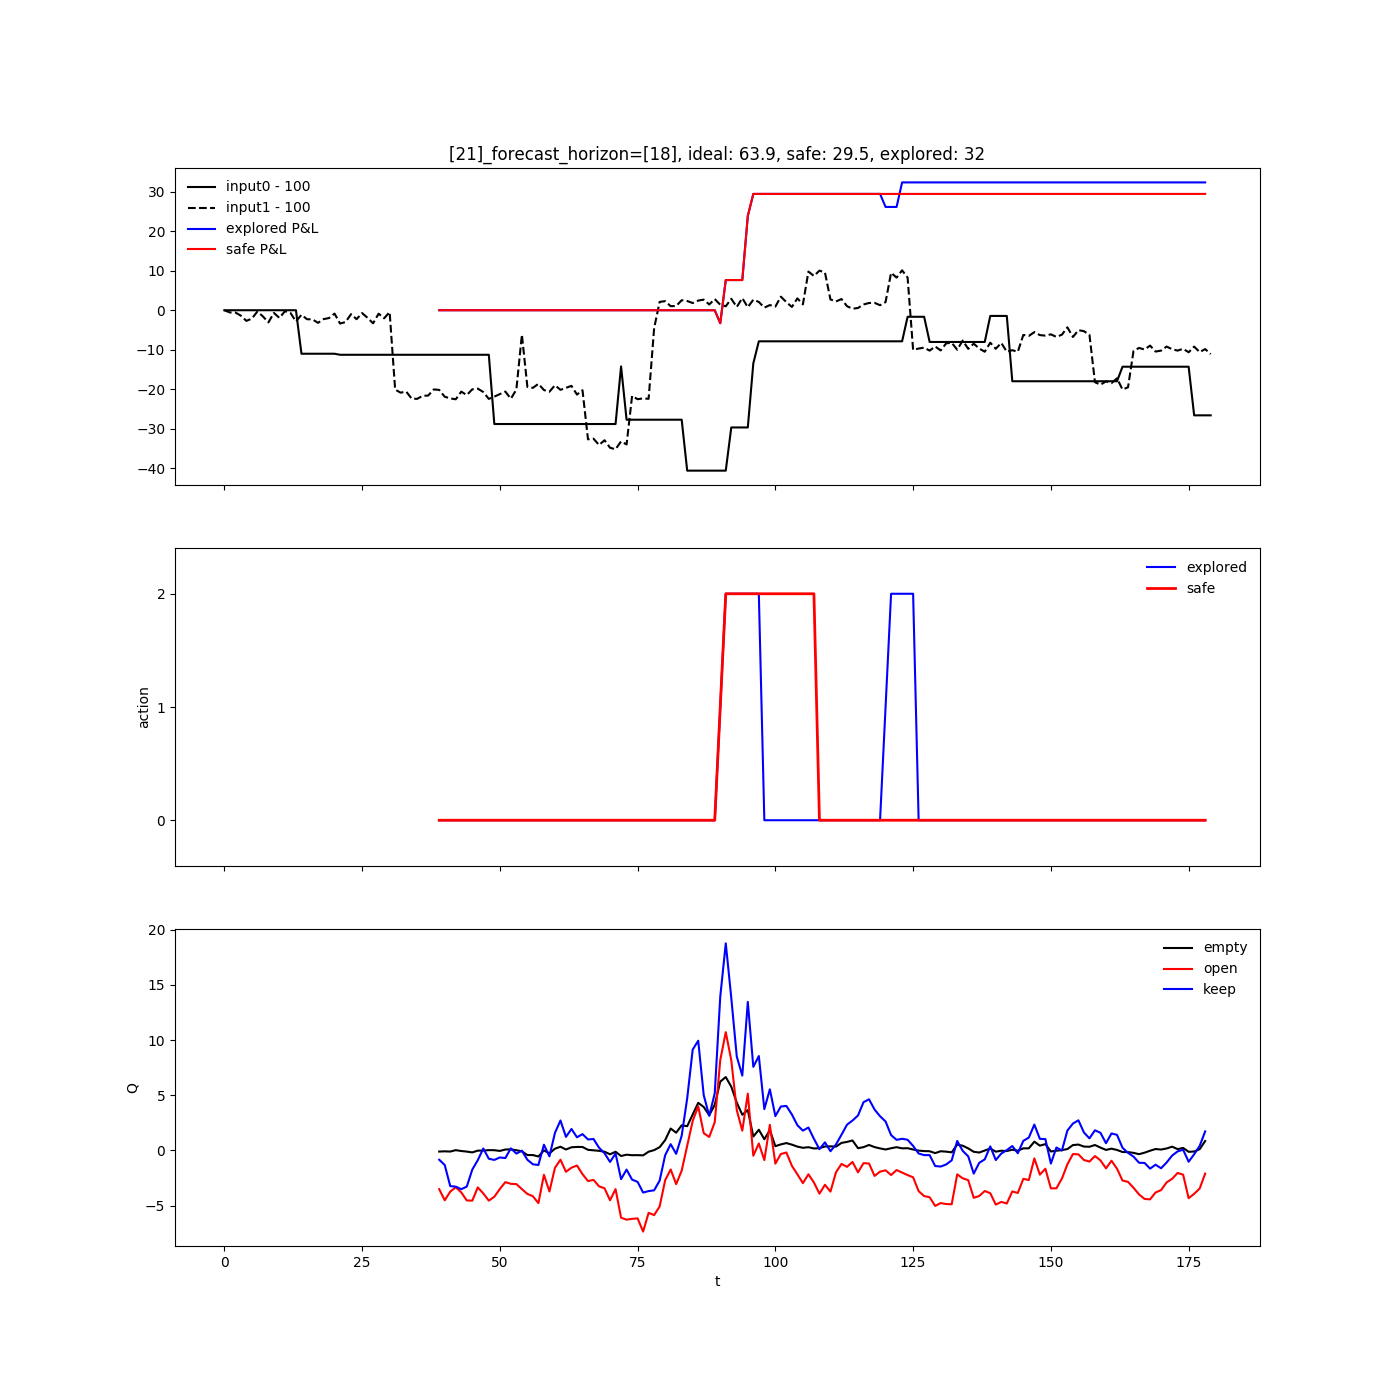 [21]_forecast_horizon=[18], ideal: 63.9, safe: 29.5, explored: 32
input0 - 100
input1 - 100
explored P&L
safe P&L
30
20
10
0
−10
−20
−30
−40
explored
safe
2
1
0
action
empty
open
keep
20
15
10
5
0
−5
Q
0 25 50 75 100 125 150 175
t